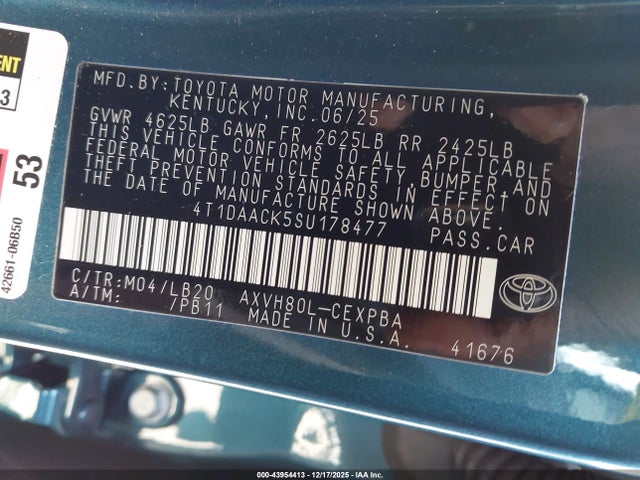 MFD.BY:TOYOTA MOTOR MANUFACTURING,
KENTUCKY,INC.06/25
GVWR 4625LB GAWR FR 2625LB RR 2425LB
THIS VEHICLE CONFORMS TO ALL APPLICABLE
FEDERAL MOTOR VEHICLE SAFETY,BUMPER,AND
THEFT PREVENTION STANDARDS IN EFFECT ON
THE DATE OF MANUFACTURE SHOWN ABOVE.
4T1DAACK5SU178477 PASS.CAR
C/TR:M04/LB20 AXVH80L-CEXPBA
A/TM: 7PB11 MADE IN U.S.A.
41676
53
42661-06B50
3
000-43954413 - 12/17/2025 - IAA Inc.